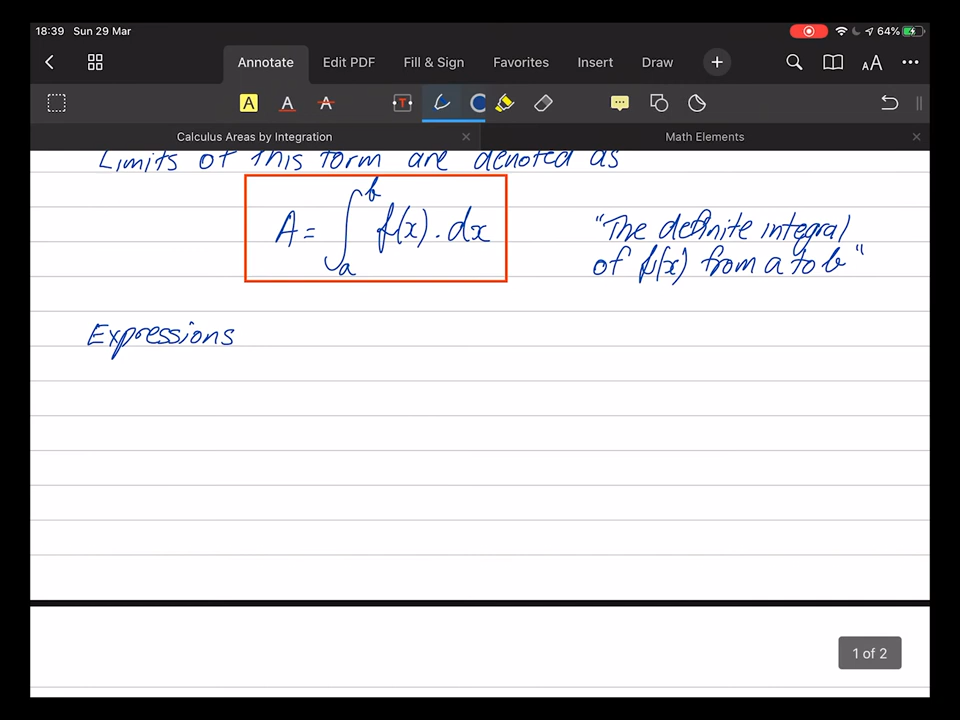 18:39 Sun 29 Mar 64%
Annotate Edit PDF Fill & Sign Favorites Insert Draw
Calculus Areas by Integration Math Elements
Limits of this form are denoted as
A = ∫_a^b f(x) . dx
"The definite integral
of f(x) from a to b"
Expressions
1 of 2